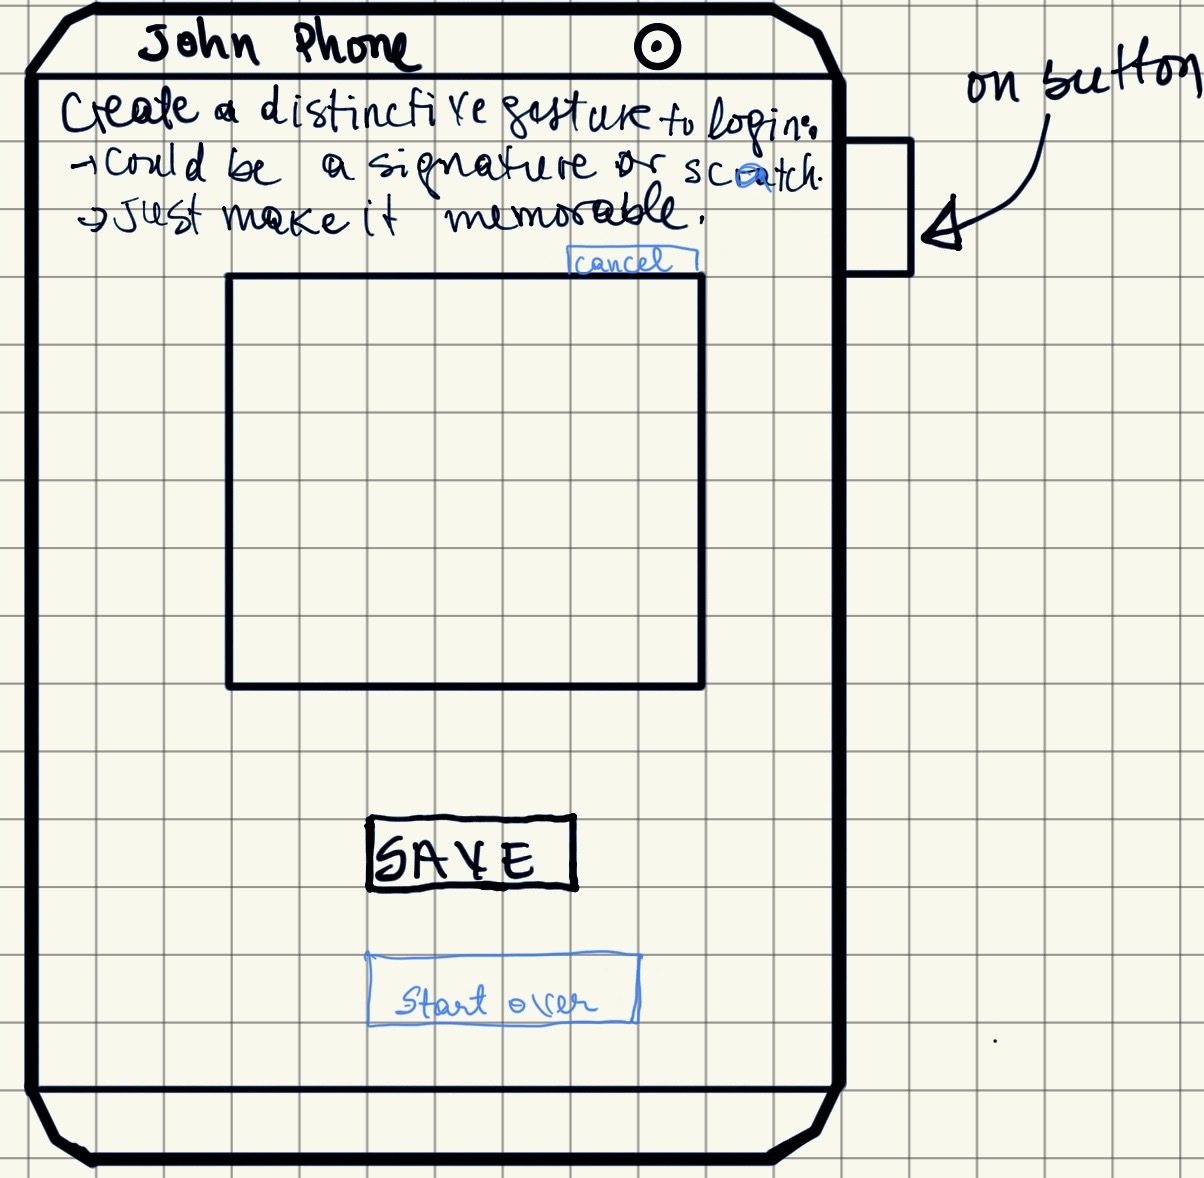 John Phone
on button
Create a distinctive gesture to login.
→ Could be a signature or scratch.
→ Just make it memorable.
cancel
SAVE
Start over